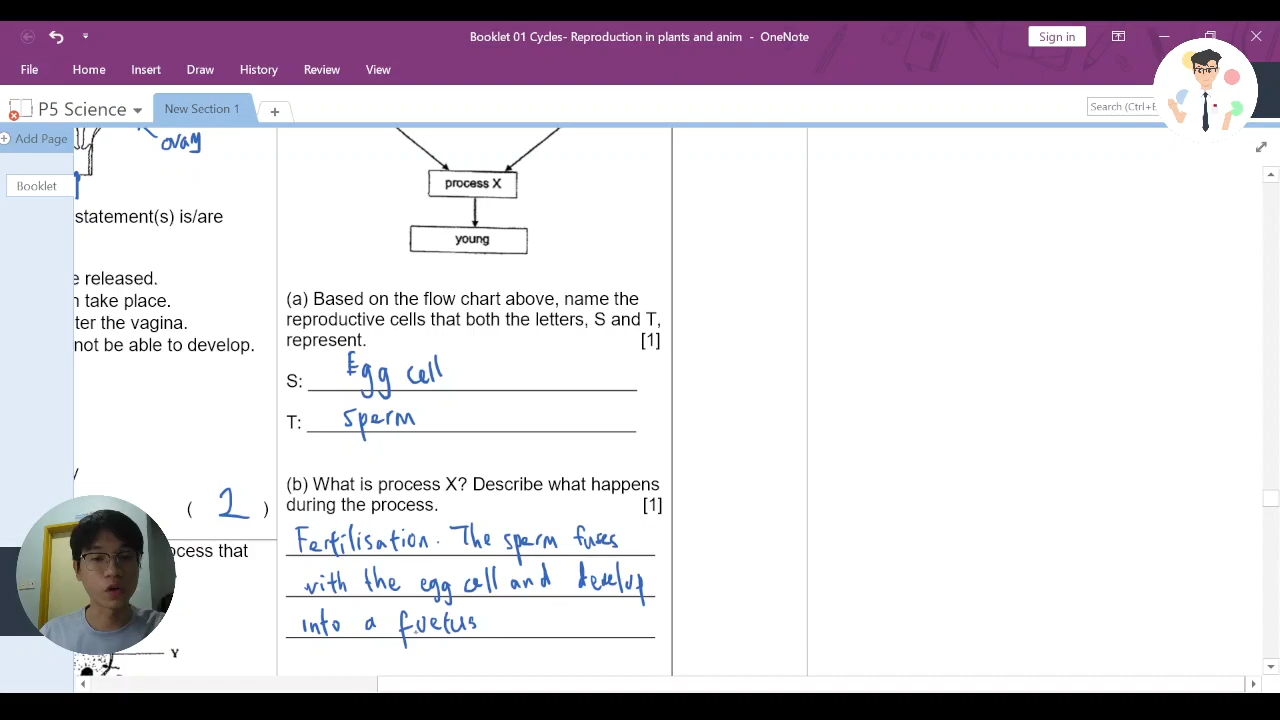 Booklet 01 Cycles- Reproduction in plants and anim - OneNote
Sign in
File Home Insert Draw History Review View
P5 Science
New Section 1
Search (Ctrl+E
Add Page
Booklet
ovary
statement(s) is/are
e released.
n take place.
ter the vagina.
not be able to develop.
( 2 )
ocess that
Y
process X
young
(a) Based on the flow chart above, name the
reproductive cells that both the letters, S and T,
represent. [1]
S: Egg cell
T: sperm
(b) What is process X? Describe what happens
during the process. [1]
Fertilisation. The sperm fuses
with the egg cell and develop
into a foetus